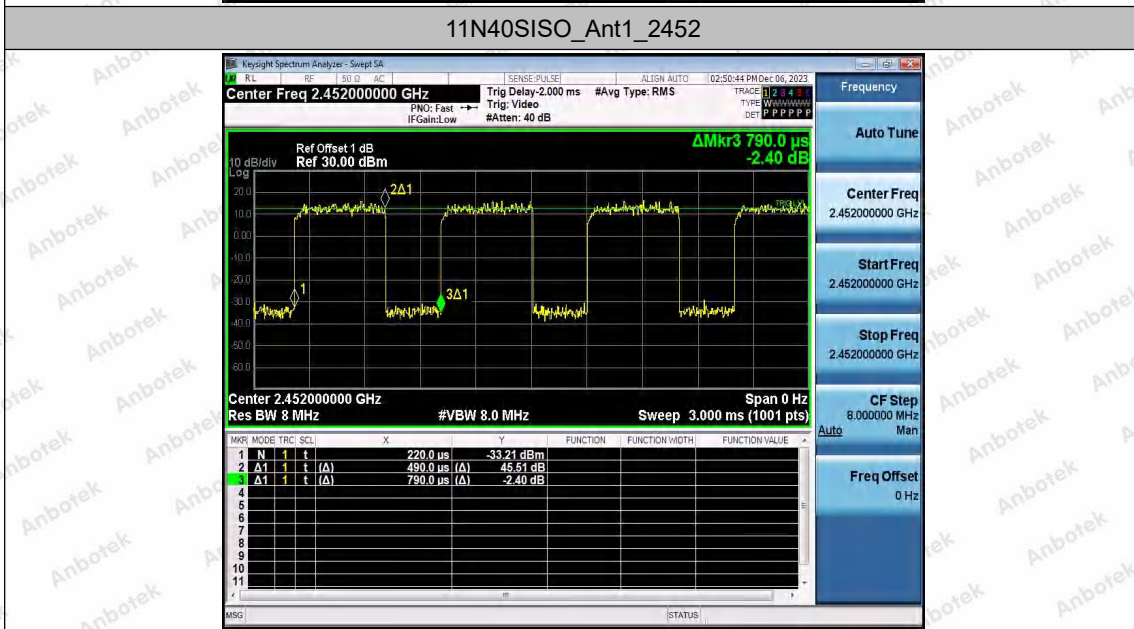 11N40SISO_Ant1_2452
Keysight Spectrum Analyzer - Swept SA
RL RF 50 Ω AC SENSE:PULSE ALIGN AUTO 02:50:44 PM Dec 06, 2023
Center Freq 2.452000000 GHz
PNO: Fast
IFGain:Low
Trig Delay-2.000 ms
Trig: Video
#Atten: 40 dB
#Avg Type: RMS
TRACE 1 2 3 4 5 6
TYPE WWWWWW
DET P P P P P P
Ref Offset 1 dB
10 dB/div Ref 30.00 dBm
Log
ΔMkr3 790.0 µs
-2.40 dB
20.0
10.0
0.00
-10.0
-20.0
-30.0
-40.0
-50.0
-60.0
2Δ1
1
3Δ1
Center 2.452000000 GHz Span 0 Hz
Res BW 8 MHz #VBW 8.0 MHz Sweep 3.000 ms (1001 pts)
MKR MODE TRC SCL X Y FUNCTION FUNCTION WIDTH FUNCTION VALUE
1 N 1 t 220.0 µs -33.21 dBm
2 Δ1 1 t (Δ) 490.0 µs (Δ) 45.51 dB
3 Δ1 1 t (Δ) 790.0 µs (Δ) -2.40 dB
4
5
6
7
8
9
10
11
MSG STATUS
Frequency
Auto Tune
Center Freq
2.452000000 GHz
Start Freq
2.452000000 GHz
Stop Freq
2.452000000 GHz
CF Step
8.000000 MHz
Auto Man
Freq Offset
0 Hz
Anbotek